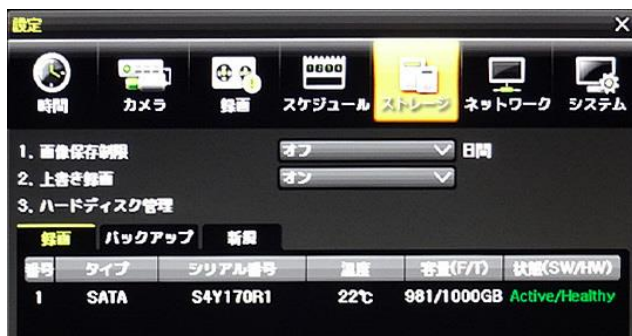 設定
時間 カメラ 録画 スケジュール ストレージ ネットワーク システム
1. 画像保存制限 オフ 日間
2. 上書き録画 オン
3. ハードディスク管理
録画 バックアップ 新規
番号 タイプ シリアル番号 温度 容量(F/T) 状態(SW/HW)
1 SATA S4Y170R1 22℃ 981/1000GB Active/Healthy